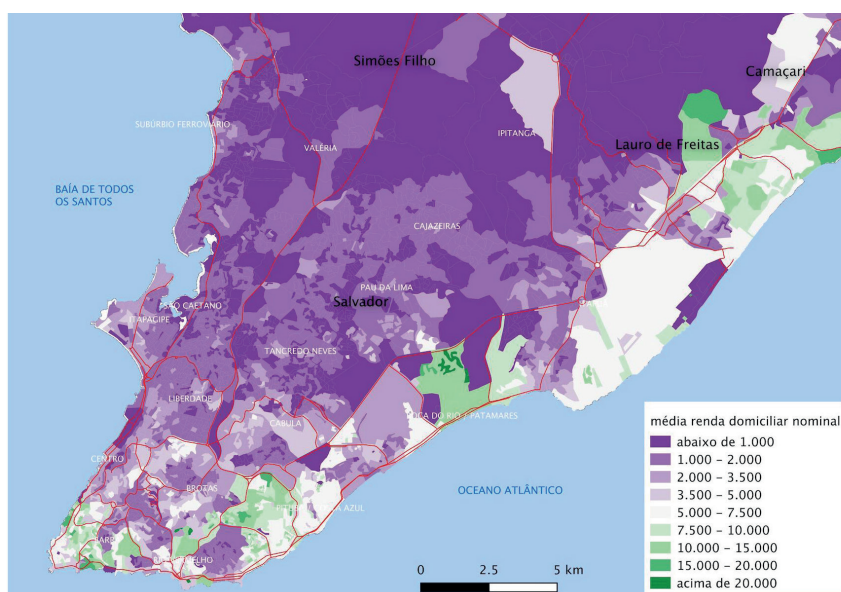 Simões Filho
Camaçari
SUBÚRBIO FERROVIÁRIO
VALÉRIA
IPITANGA
Lauro de Freitas
BAÍA DE TODOS
OS SANTOS
CAJAZEIRAS
PAU DA LIMA
SÃO CAETANO
Salvador
ITAPAGIPE
TANCREDO NEVES
LIBERDADE
BOCA DO RIO / PATAMARES
CABULA
média renda domiciliar nominal
abaixo de 1.000
1.000 – 2.000
2.000 – 3.500
3.500 – 5.000
5.000 – 7.500
7.500 – 10.000
10.000 – 15.000
15.000 – 20.000
acima de 20.000
CENTRO
BROTAS
OCEANO ATLÂNTICO
AZUL
0 2.5 5 km